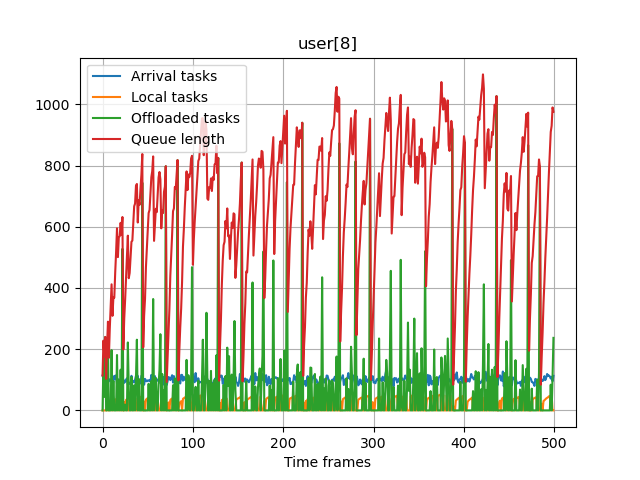 user[8]
Arrival tasks
Local tasks
Offloaded tasks
Queue length
1000
800
600
400
200
0
0 100 200 300 400 500
Time frames